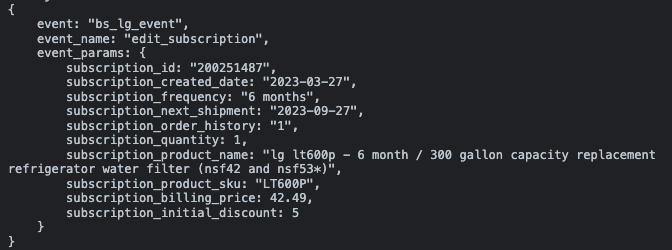 {
    event: "bs_lg_event",
    event_name: "edit_subscription",
    event_params: {
        subscription_id: "200251487",
        subscription_created_date: "2023-03-27",
        subscription_frequency: "6 months",
        subscription_next_shipment: "2023-09-27",
        subscription_order_history: "1",
        subscription_quantity: 1,
        subscription_product_name: "lg lt600p - 6 month / 300 gallon capacity replacement
refrigerator water filter (nsf42 and nsf53*)",
        subscription_product_sku: "LT600P",
        subscription_billing_price: 42.49,
        subscription_initial_discount: 5
    }
}